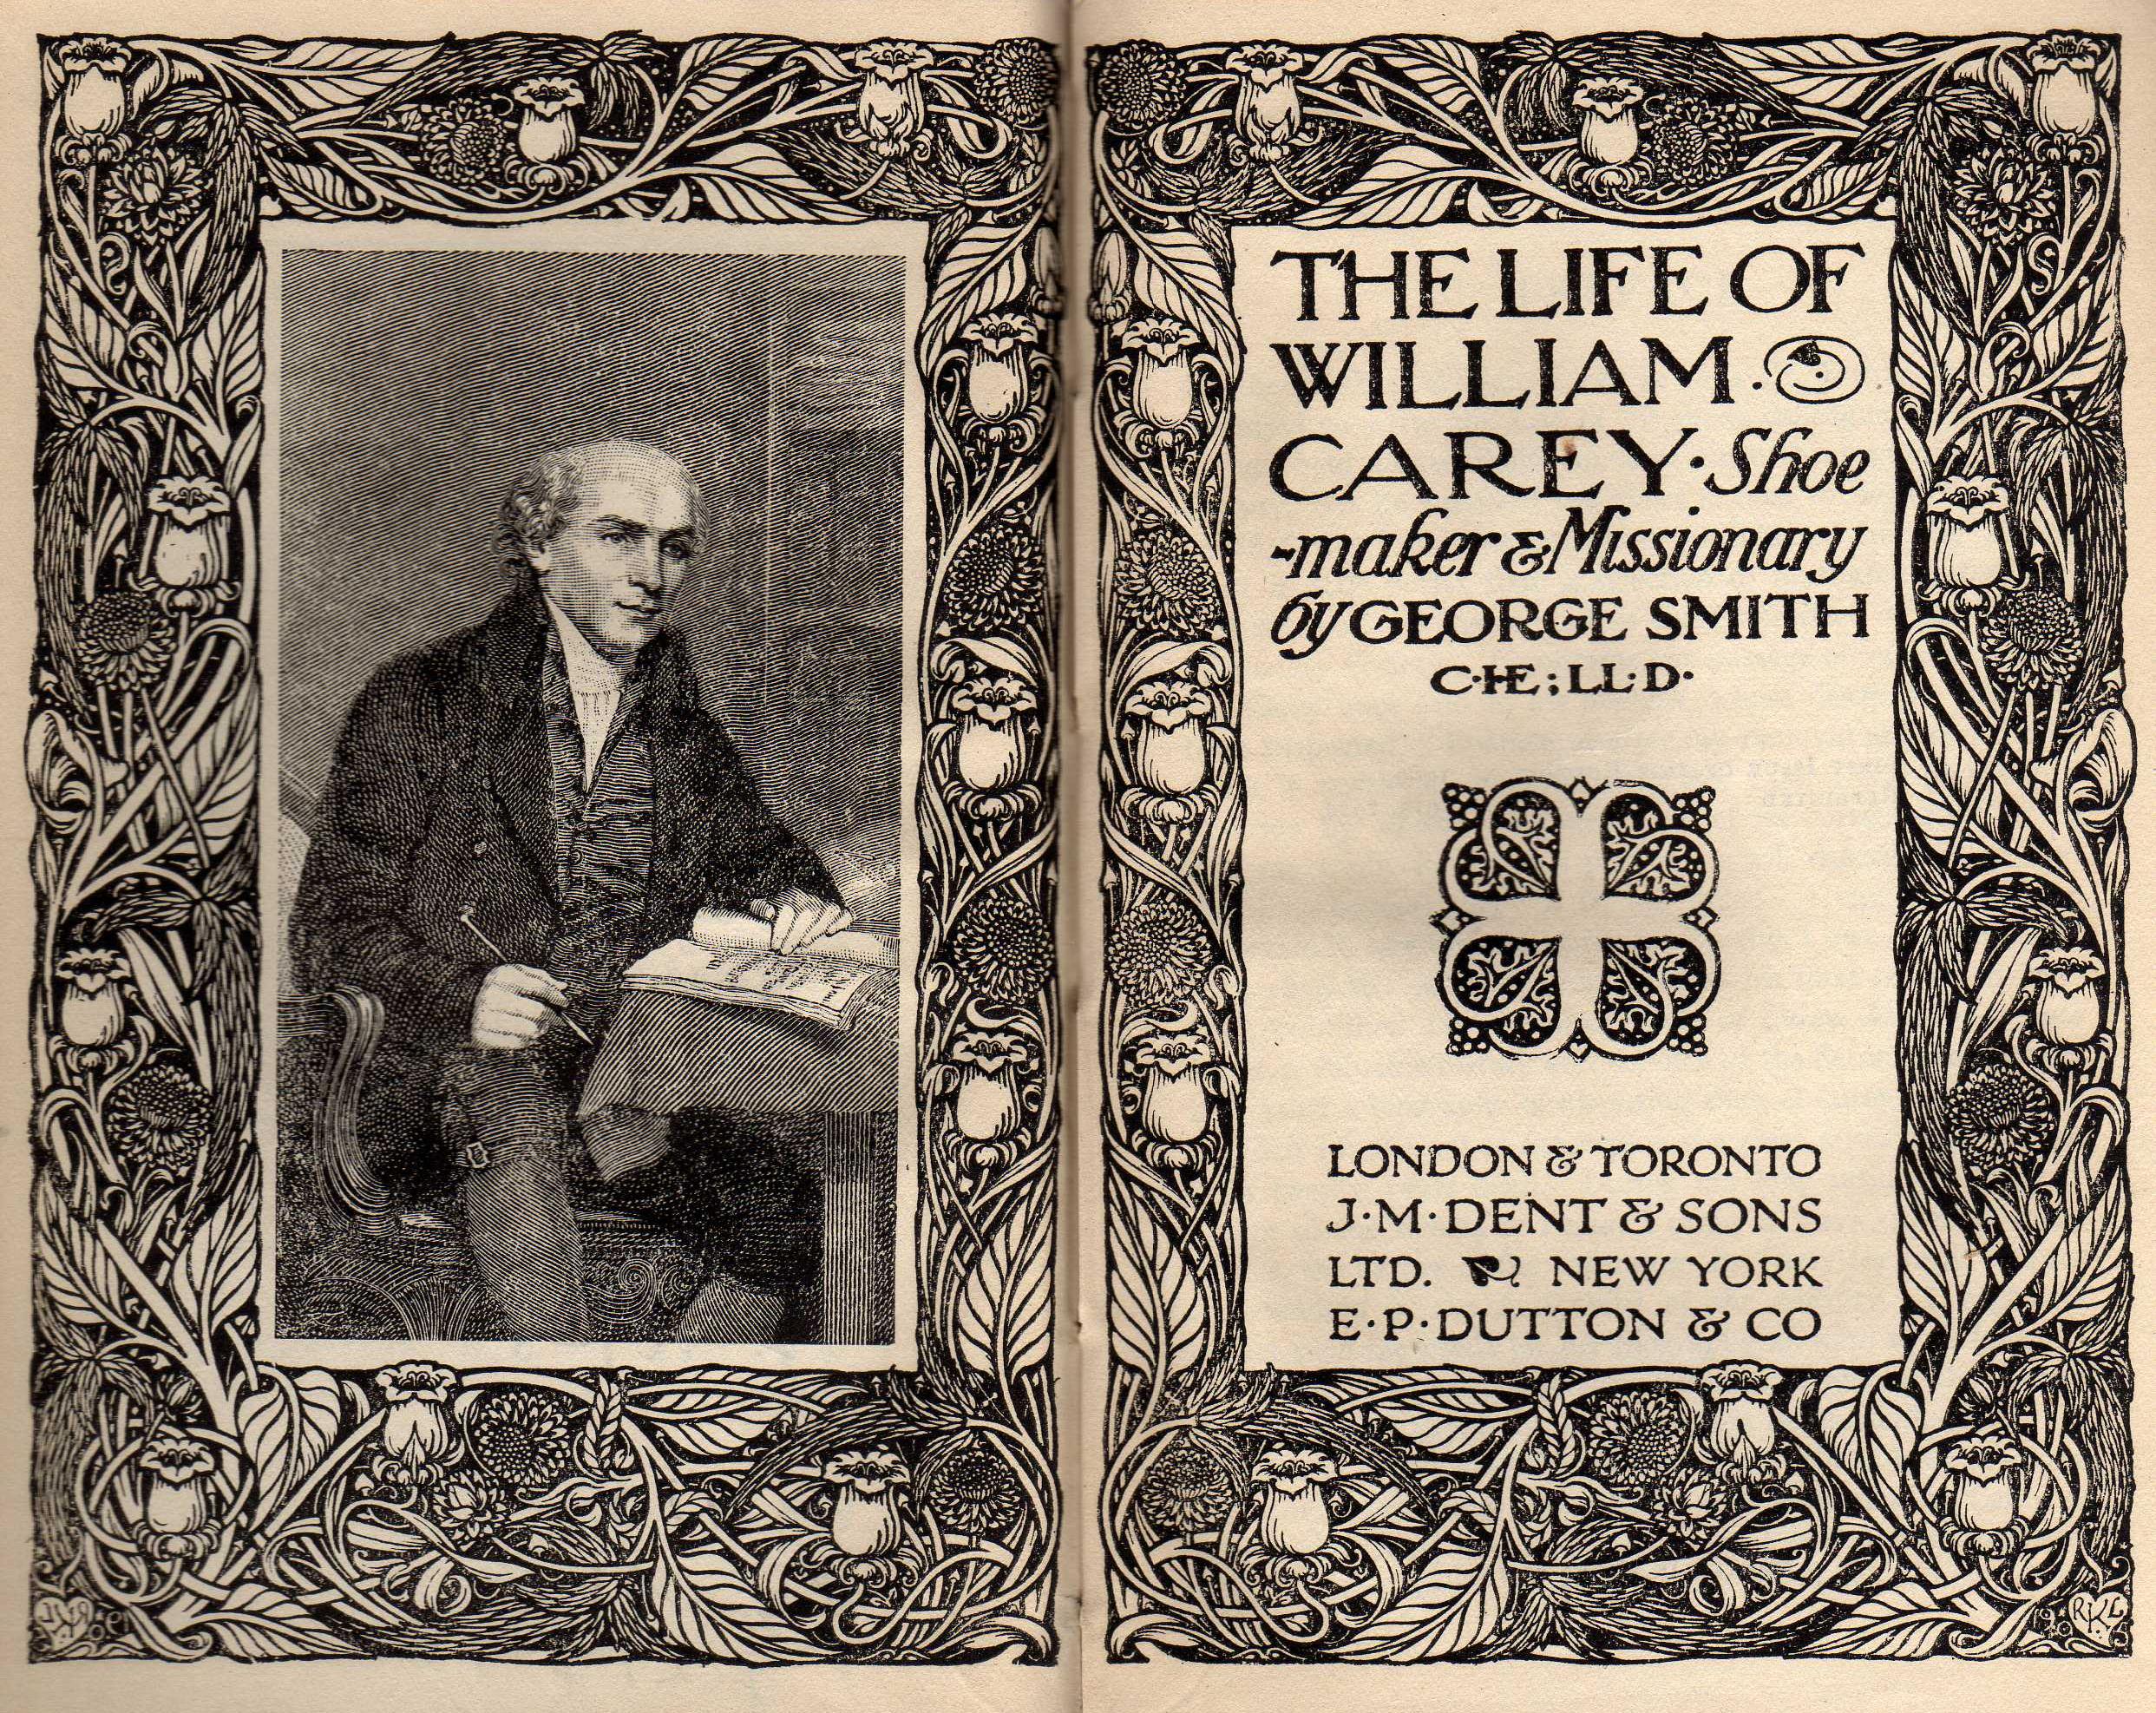 THE LIFE OF
WILLIAM.
CAREY·Shoe
-maker & Missionary
by GEORGE SMITH
C·I·E; LL·D·
LONDON & TORONTO
J·M·DENT & SONS
LTD. NEW YORK
E·P·DUTTON & CO
RKL